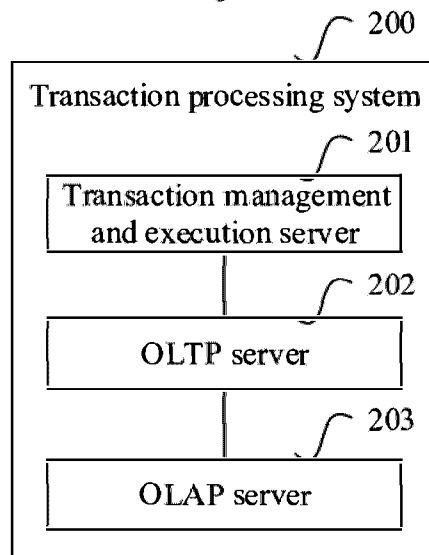 200
Transaction processing system
201
Transaction management
and execution server
202
OLTP server
203
OLAP server